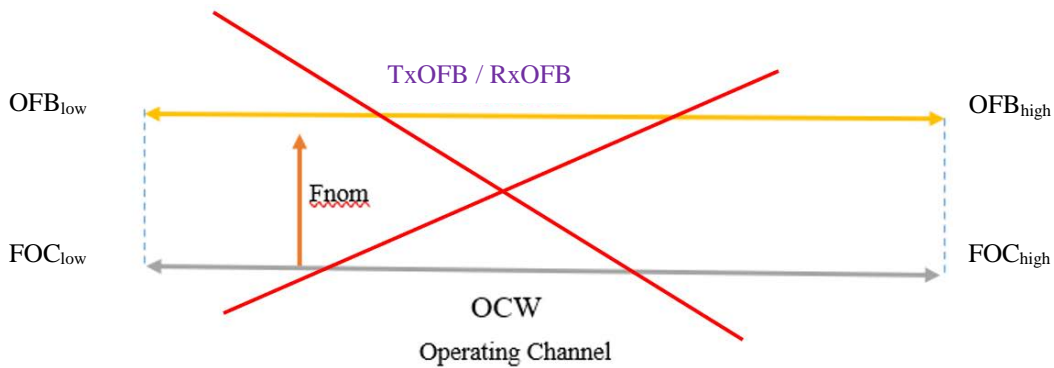 TxOFB / RxOFB
OFBlow
OFBhigh
Fnom
FOClow
FOChigh
OCW
Operating Channel